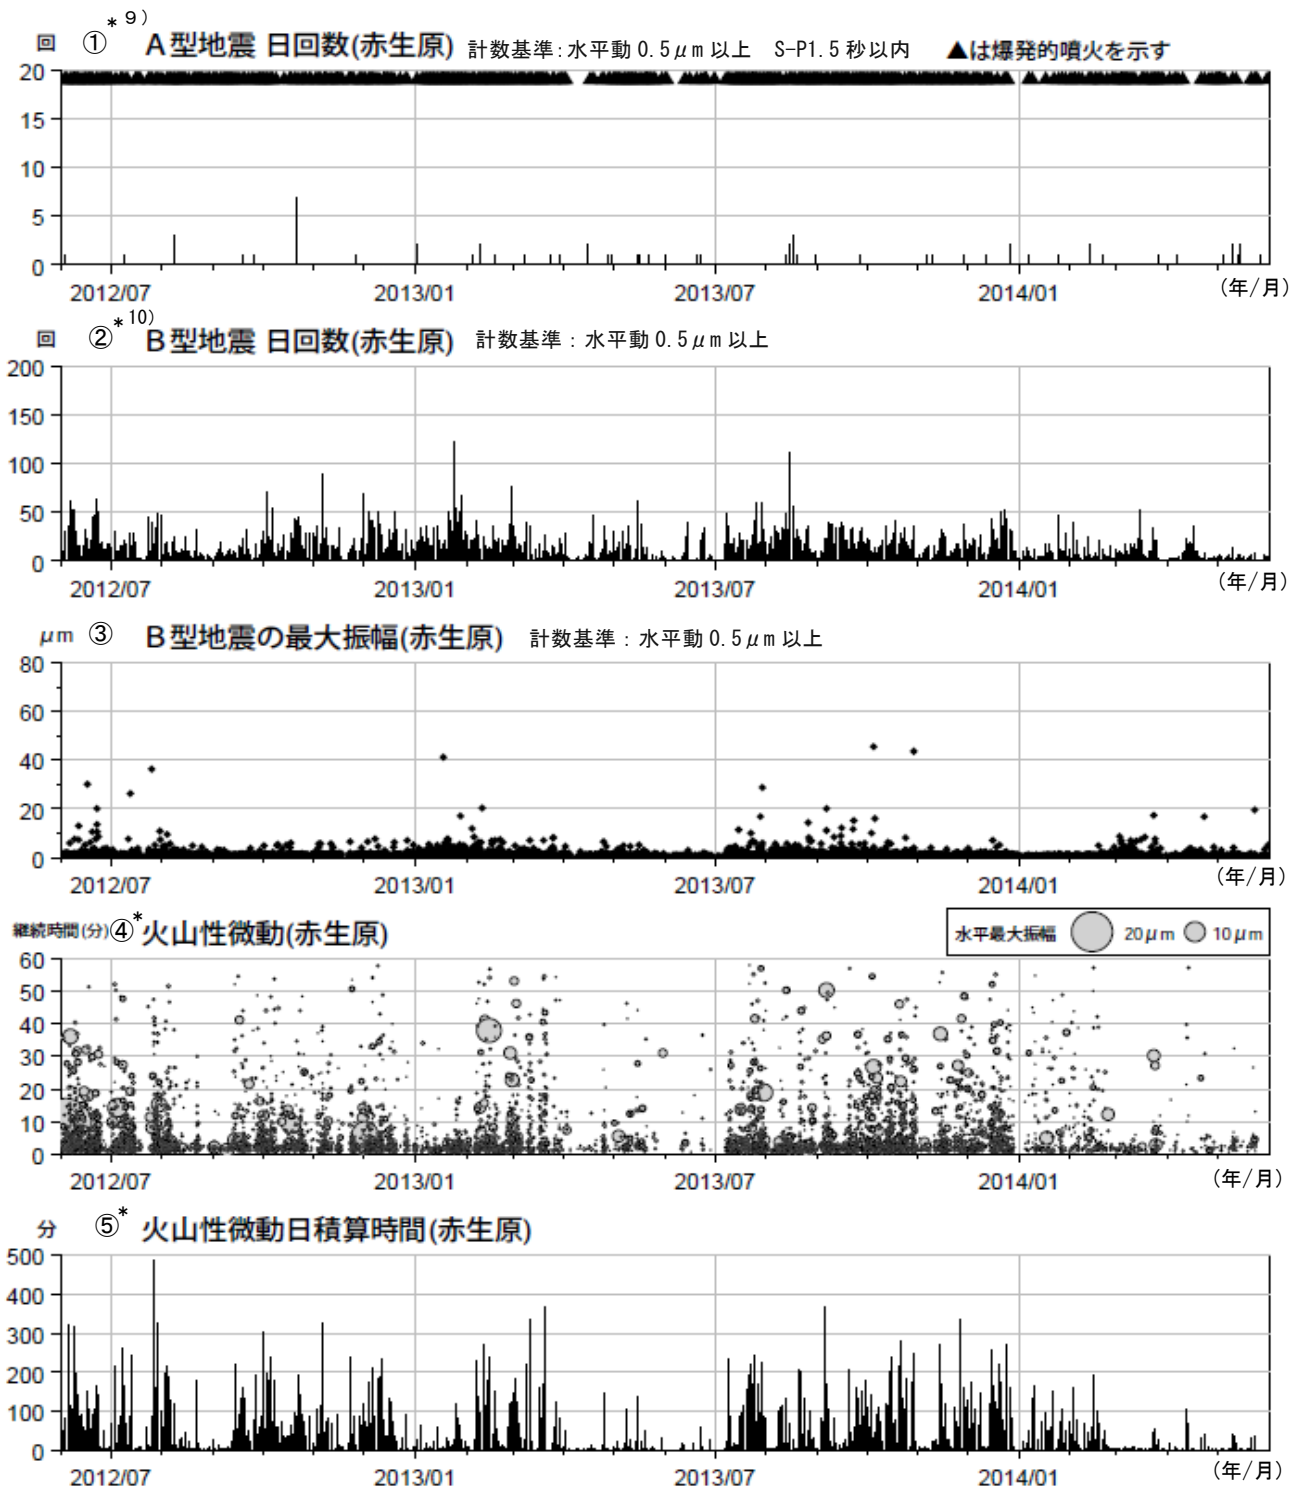 回 ①*9) A型地震 日回数(赤生原) 計数基準:水平動 0.5μm 以上 S-P1.5 秒以内 ▲は爆発的噴火を示す
20
15
10
5
0
2012/07 2013/01 2013/07 2014/01 (年/月)
回 ②*10) B型地震 日回数(赤生原) 計数基準:水平動 0.5μm 以上
200
150
100
50
0
2012/07 2013/01 2013/07 2014/01 (年/月)
μm ③ B型地震の最大振幅(赤生原) 計数基準:水平動 0.5μm 以上
80
60
40
20
0
2012/07 2013/01 2013/07 2014/01 (年/月)
継続時間(分) ④* 火山性微動(赤生原) 水平最大振幅 20μm 10μm
60
50
40
30
20
10
0
2012/07 2013/01 2013/07 2014/01 (年/月)
分 ⑤* 火山性微動日積算時間(赤生原)
500
400
300
200
100
0
2012/07 2013/01 2013/07 2014/01 (年/月)